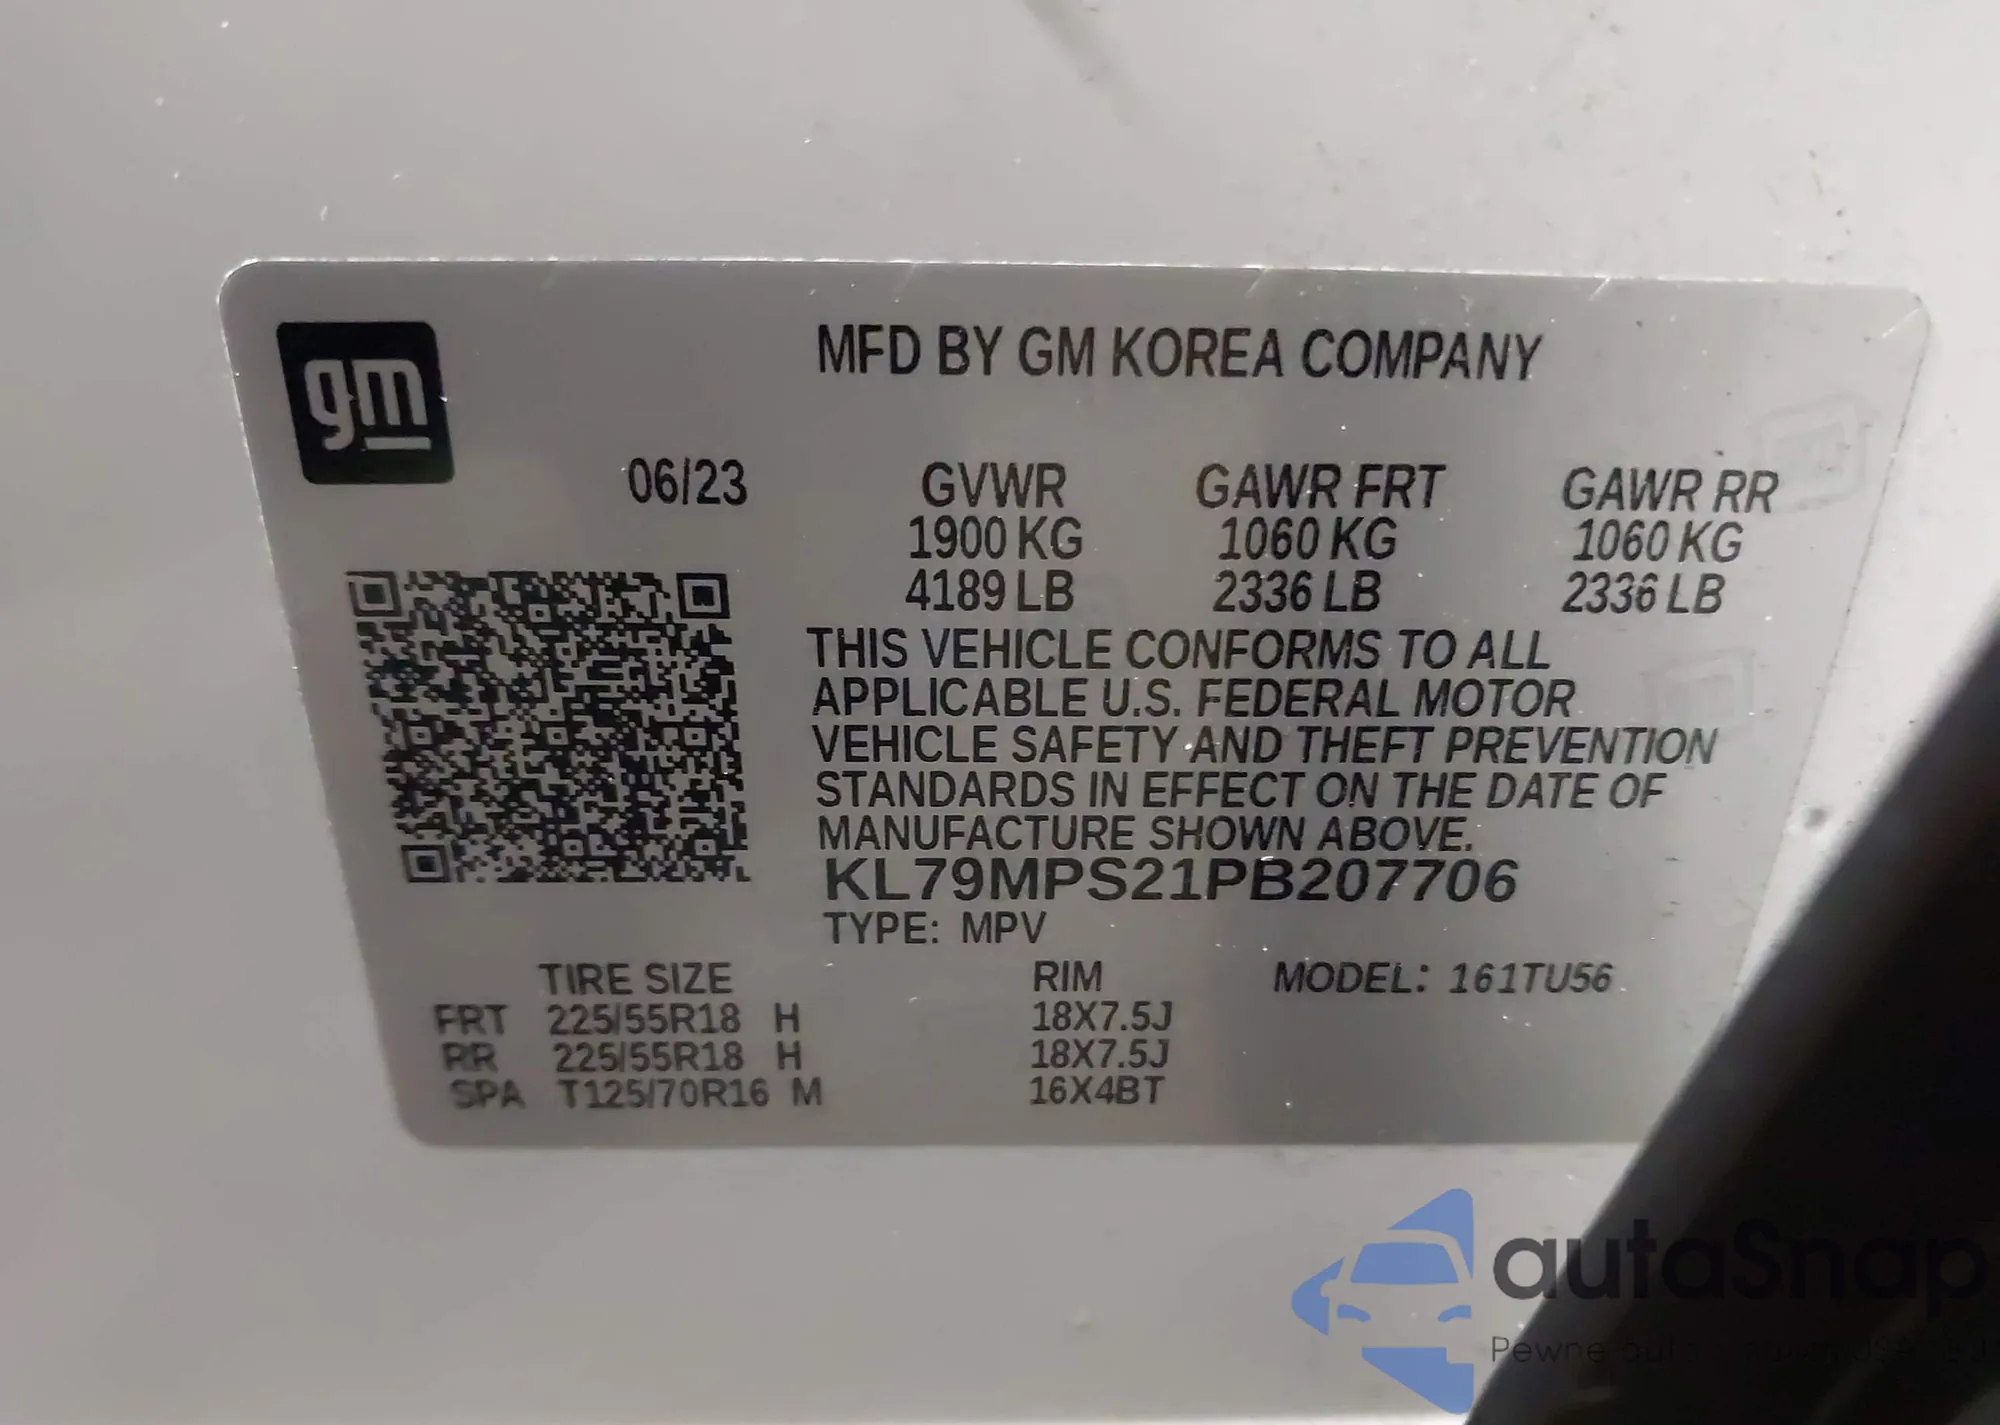 gm
MFD BY GM KOREA COMPANY
06/23
GVWR GAWR FRT GAWR RR
1900 KG 1060 KG 1060 KG
4189 LB 2336 LB 2336 LB
THIS VEHICLE CONFORMS TO ALL
APPLICABLE U.S. FEDERAL MOTOR
VEHICLE SAFETY AND THEFT PREVENTION
STANDARDS IN EFFECT ON THE DATE OF
MANUFACTURE SHOWN ABOVE.
KL79MPS21PB207706
TYPE: MPV
TIRE SIZE RIM MODEL: 161TU56
FRT 225/55R18 H 18X7.5J
RR 225/55R18 H 18X7.5J
SPA T125/70R16 M 16X4BT
autaSnap
Pewne auta